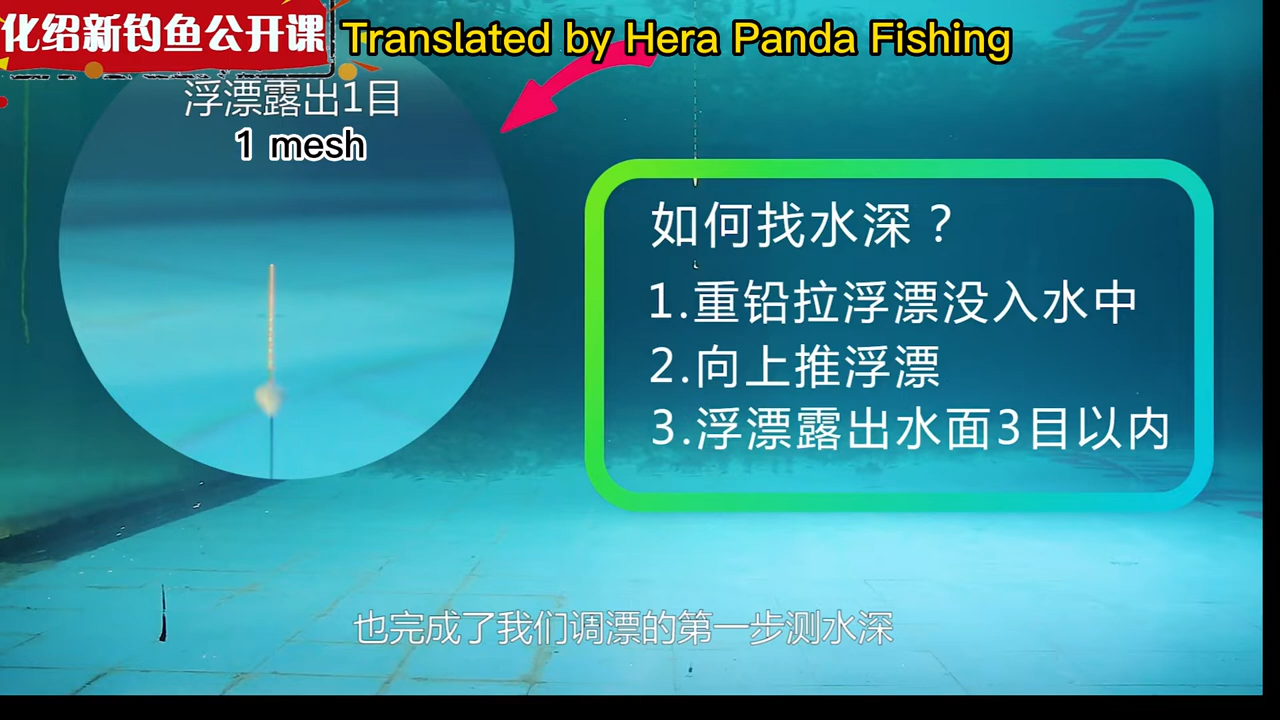 化绍新钓鱼公开课
Translated by Hera Panda Fishing
浮漂露出1目
1 mesh
如何找水深？
1.重铅拉浮漂没入水中
2.向上推浮漂
3.浮漂露出水面3目以内
也完成了我们调漂的第一步测水深